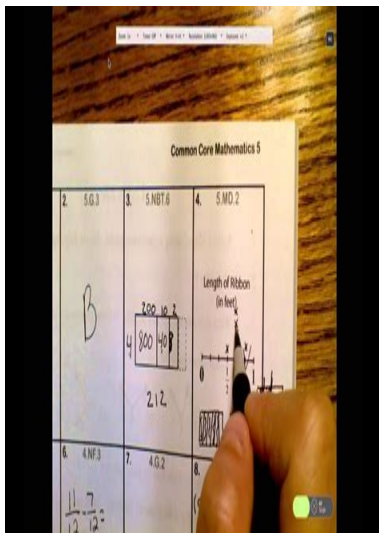 Common Core Mathematics 5
2. 5.G.3
3. 5.NBT.6
4. 5.MD.2
B
200 10 2
4 800 40 8
212
Length of Ribbon
(in feet)
x
x
x x
0 1/2 1
6. 4.NF.3
7. 4.G.2
8.
11/12 - 7/12 =